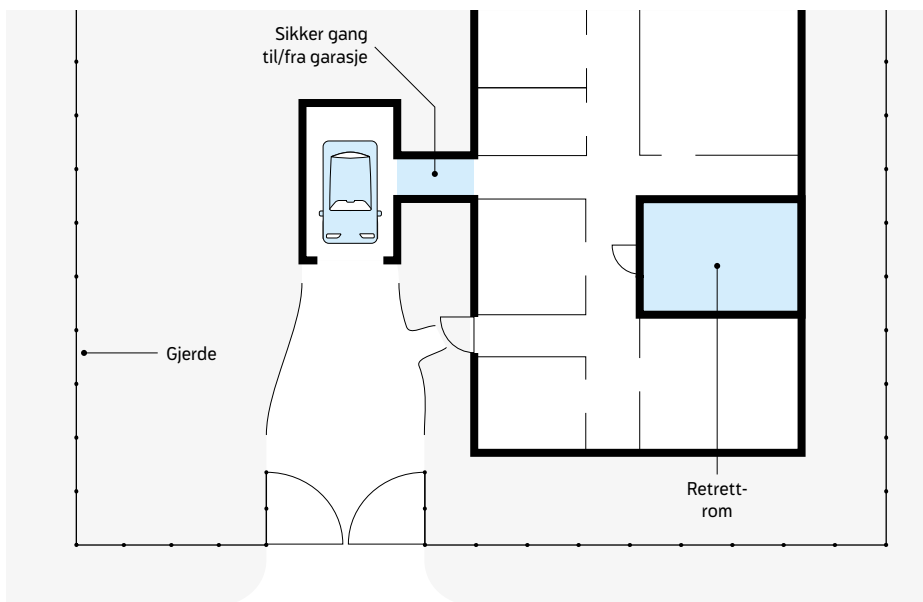 Sikker gang
til/fra garasje
Gjerde
Retrett-
rom